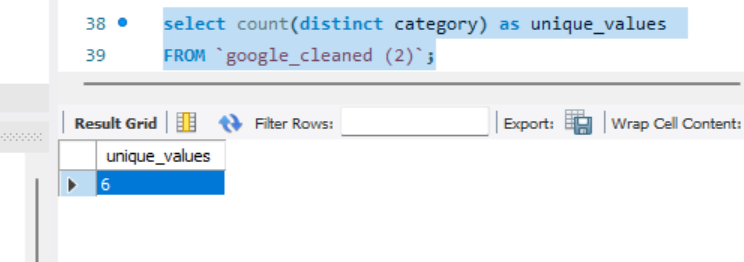 38 select count(distinct category) as unique_values
39 FROM `google_cleaned (2)`;
Result Grid Filter Rows: Export: Wrap Cell Content:
unique_values
6